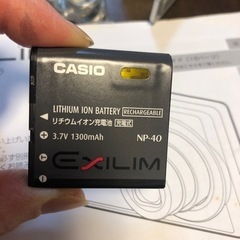 CASIO
LITHIUM ION BATTERY RECHARGEABLE
リチウムイオン充電池 充電式
3.7V 1300mAh NP-40
EXILIM